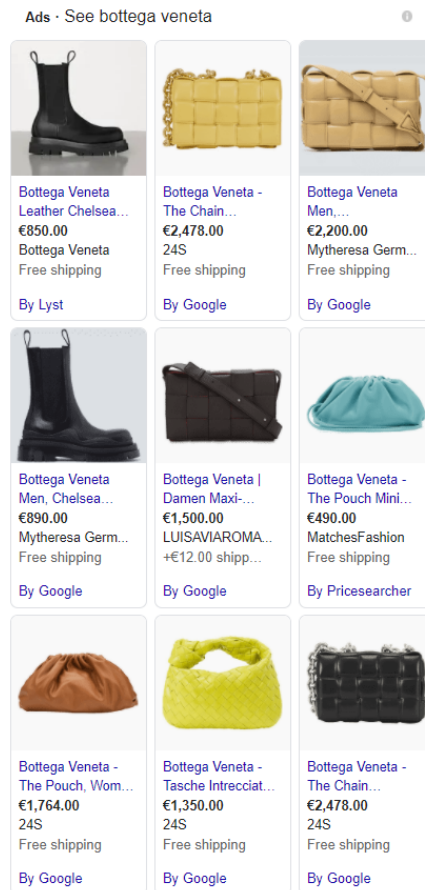 Ads · See bottega veneta
Bottega Veneta
Leather Chelsea...
€850.00
Bottega Veneta
Free shipping
By Lyst
Bottega Veneta -
The Chain...
€2,478.00
24S
Free shipping
By Google
Bottega Veneta
Men,...
€2,200.00
Mytheresa Germ...
Free shipping
By Google
Bottega Veneta
Men, Chelsea...
€890.00
Mytheresa Germ...
Free shipping
By Google
Bottega Veneta |
Damen Maxi-...
€1,500.00
LUISAVIAROMA...
+€12.00 shipp...
By Google
Bottega Veneta -
The Pouch Mini...
€490.00
MatchesFashion
Free shipping
By Pricesearcher
Bottega Veneta -
The Pouch, Wom...
€1,764.00
24S
Free shipping
By Google
Bottega Veneta -
Tasche Intrecciat...
€1,350.00
24S
Free shipping
By Google
Bottega Veneta -
The Chain...
€2,478.00
24S
Free shipping
By Google